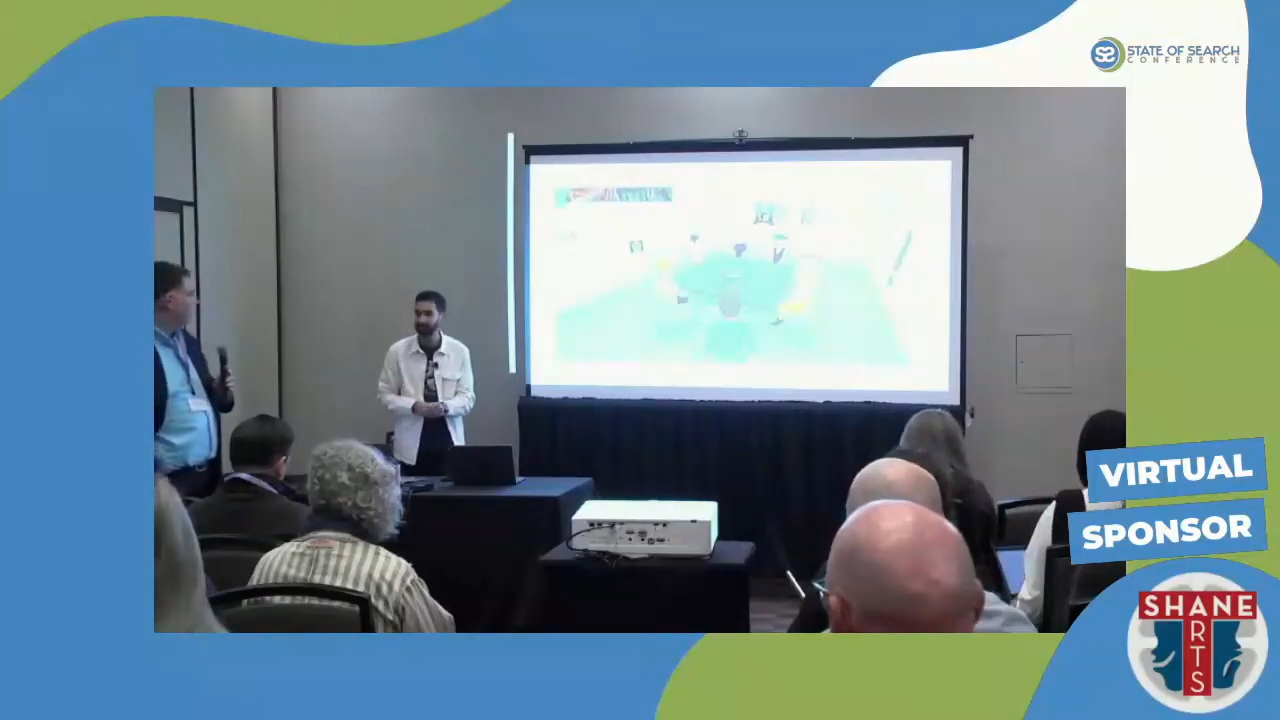 STATE OF SEARCH
CONFERENCE
VIRTUAL
SPONSOR
SHANE
ARTS